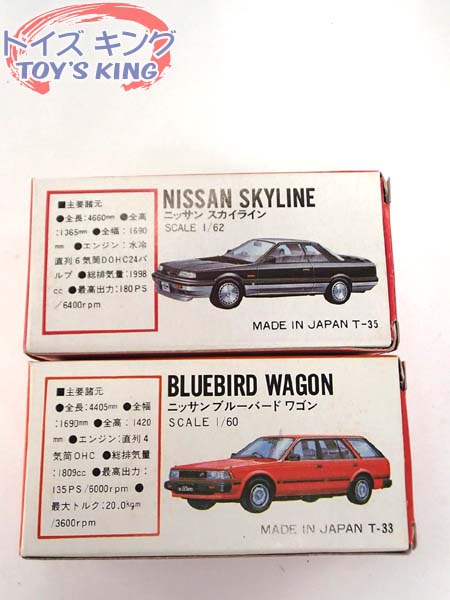 トイズ キング
TOY'S KING
■主要諸元
●全長:4660mm ●全高:
1365mm ●全幅:1690
mm ●エンジン:水冷
直列6気筒DOHC24バ
ルブ ●総排気量:1998
cc ●最高出力:180PS
/6400rpm
NISSAN SKYLINE
ニッサン スカイライン
SCALE 1/62
MADE IN JAPAN T-35
■主要諸元
●全長:4405mm ●全幅
:1690mm ●全高:1420
mm ●エンジン:直列4
気筒OHC ●総排気量:
1809cc ●最高出力:
135PS/6000rpm ●
最大トルク:20.0kgm
/3600rpm
BLUEBIRD WAGON
ニッサンブルーバードワゴン
SCALE 1/60
MADE IN JAPAN T-33